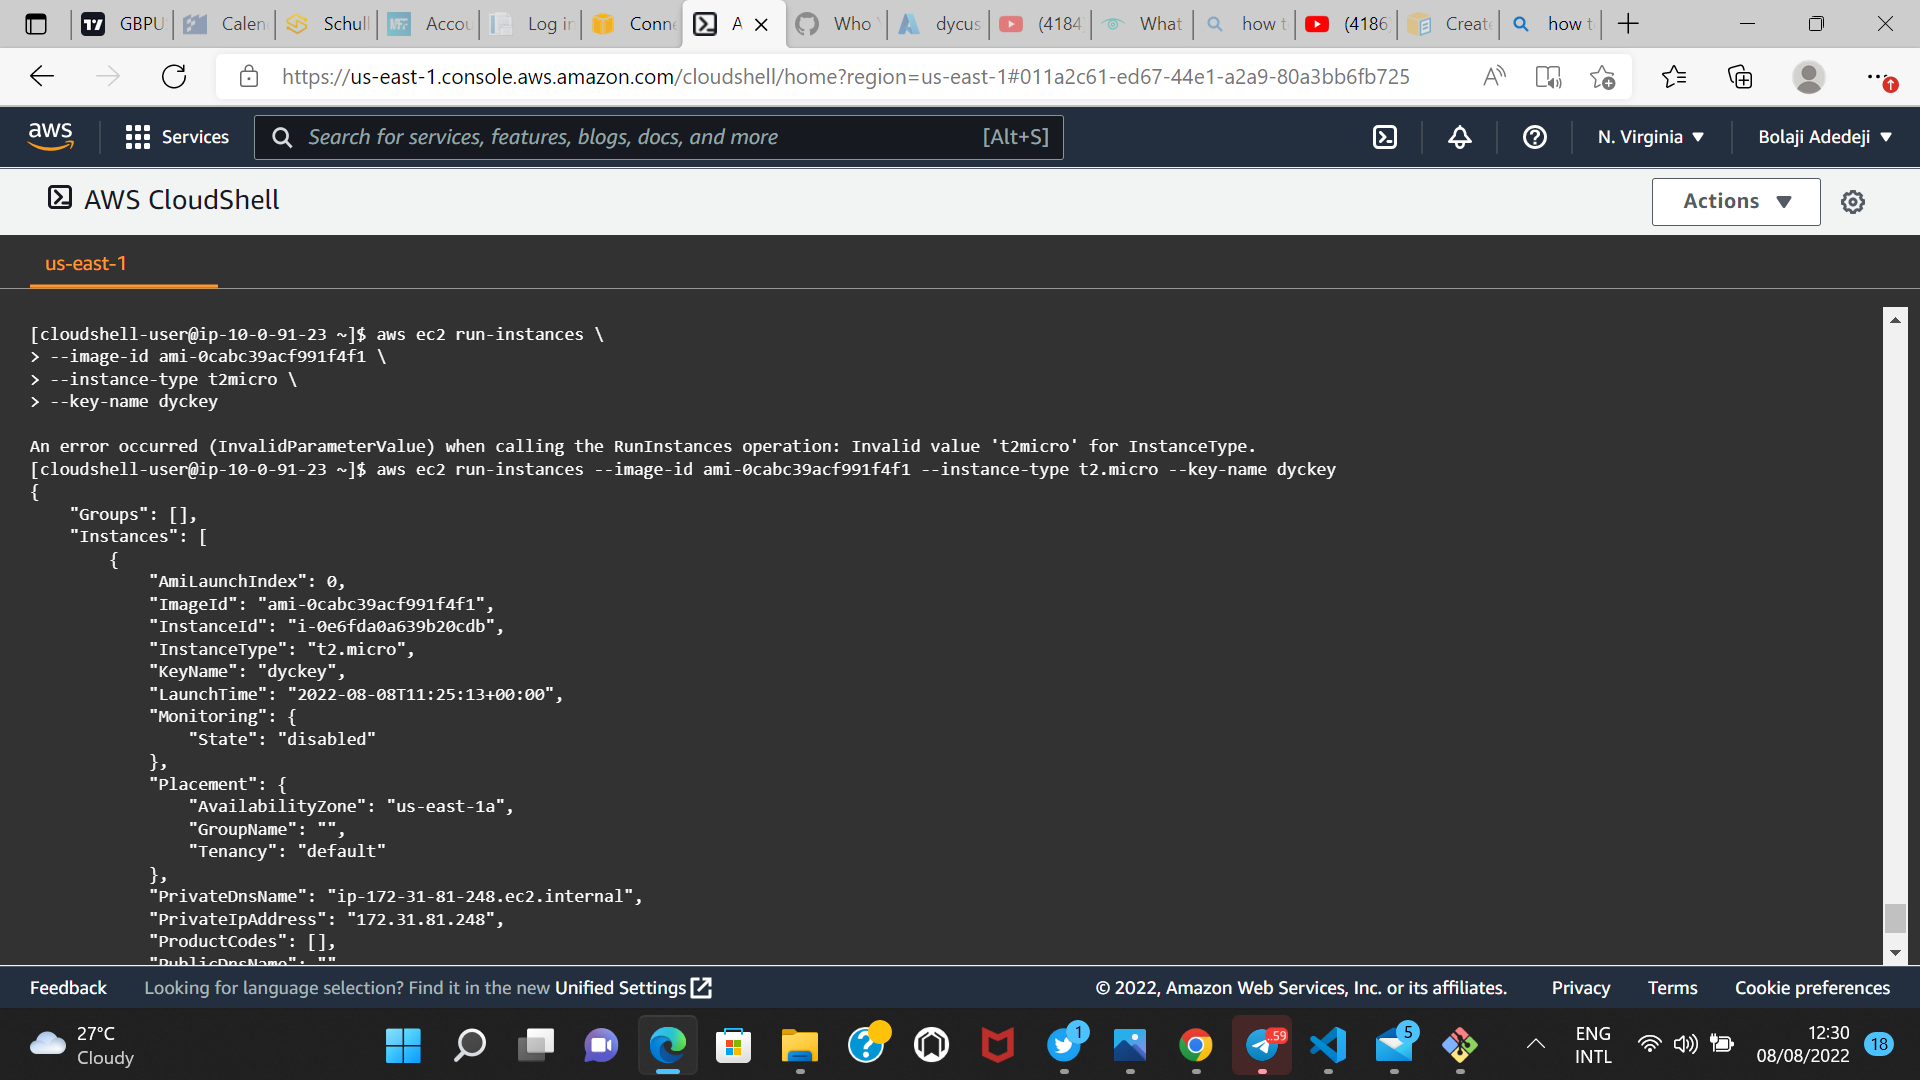 GBPU
Calen
Schull
Accou
Log in
Conne
A
Who
dycus
(4184
What
how t
(4186
Create
how t
https://us-east-1.console.aws.amazon.com/cloudshell/home?region=us-east-1#011a2c61-ed67-44e1-a2a9-80a3bb6fb725
aws
Services
Search for services, features, blogs, docs, and more
[Alt+S]
N. Virginia
Bolaji Adedeji
AWS CloudShell
Actions
us-east-1
[cloudshell-user@ip-10-0-91-23 ~]$ aws ec2 run-instances \
> --image-id ami-0cabc39acf991f4f1 \
> --instance-type t2micro \
> --key-name dyckey
An error occurred (InvalidParameterValue) when calling the RunInstances operation: Invalid value 't2micro' for InstanceType.
[cloudshell-user@ip-10-0-91-23 ~]$ aws ec2 run-instances --image-id ami-0cabc39acf991f4f1 --instance-type t2.micro --key-name dyckey
{
"Groups": [],
"Instances": [
{
"AmiLaunchIndex": 0,
"ImageId": "ami-0cabc39acf991f4f1",
"InstanceId": "i-0e6fda0a639b20cdb",
"InstanceType": "t2.micro",
"KeyName": "dyckey",
"LaunchTime": "2022-08-08T11:25:13+00:00",
"Monitoring": {
"State": "disabled"
},
"Placement": {
"AvailabilityZone": "us-east-1a",
"GroupName": "",
"Tenancy": "default"
},
"PrivateDnsName": "ip-172-31-81-248.ec2.internal",
"PrivateIpAddress": "172.31.81.248",
"ProductCodes": [],
"PublicDnsName": ""
Feedback
Looking for language selection? Find it in the new Unified Settings
© 2022, Amazon Web Services, Inc. or its affiliates.
Privacy
Terms
Cookie preferences
27°C
Cloudy
1
59
5
ENG
INTL
12:30
08/08/2022
18